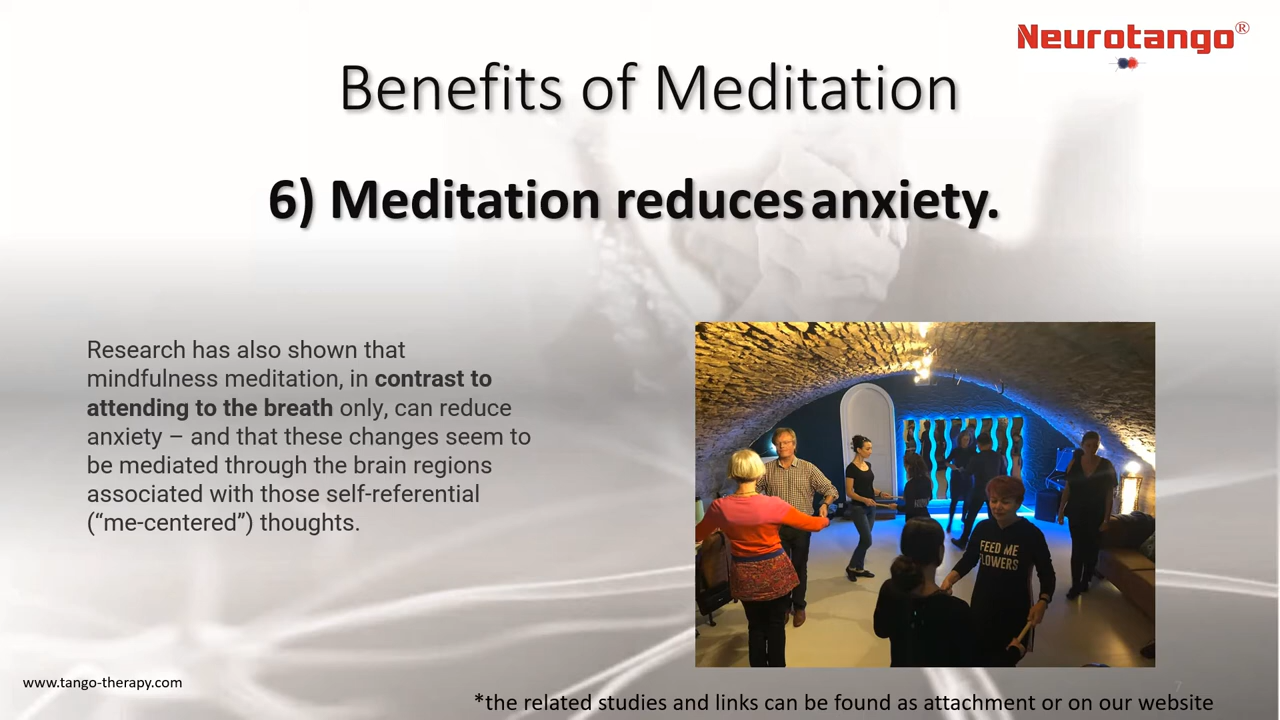 Neurotango®
Benefits of Meditation
6) Meditation reduces anxiety.
Research has also shown that
mindfulness meditation, in contrast to
attending to the breath only, can reduce
anxiety – and that these changes seem to
be mediated through the brain regions
associated with those self-referential
(“me-centered”) thoughts.
FEED ME
FLOWERS
www.tango-therapy.com
7
*the related studies and links can be found as attachment or on our website